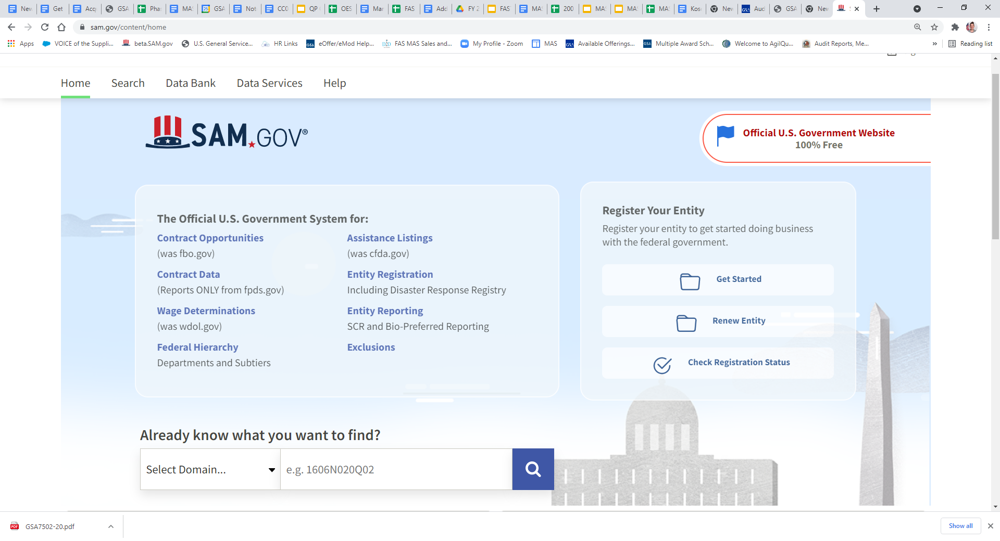 New
Get
Acq
GSA
Pha
MAS
GSA
Not
CCO
QP
OES
Mar
FAS
Add
FY 2
FAS
MAS
200
MAS
MAS
MAS
Kos
New
Aud
GSA
New
sam.gov/content/home
Apps
VOICE of the Suppli...
beta.SAM.gov
U.S. General Service...
HR Links
eOffer/eMod Help...
FAS MAS Sales and...
My Profile - Zoom
MAS
Available Offerings...
Multiple Award Sch...
Welcome to AgilQu...
Audit Reports, Me...
»
Reading list
Home
Search
Data Bank
Data Services
Help
SAM.GOV®
Official U.S. Government Website
100% Free
The Official U.S. Government System for:
Contract Opportunities
(was fbo.gov)
Contract Data
(Reports ONLY from fpds.gov)
Wage Determinations
(was wdol.gov)
Federal Hierarchy
Departments and Subtiers
Assistance Listings
(was cfda.gov)
Entity Registration
Including Disaster Response Registry
Entity Reporting
SCR and Bio-Preferred Reporting
Exclusions
Register Your Entity
Register your entity to get started doing business
with the federal government.
Get Started
Renew Entity
Check Registration Status
Already know what you want to find?
Select Domain...
e.g. 1606N020Q02
GSA7502-20.pdf
Show all